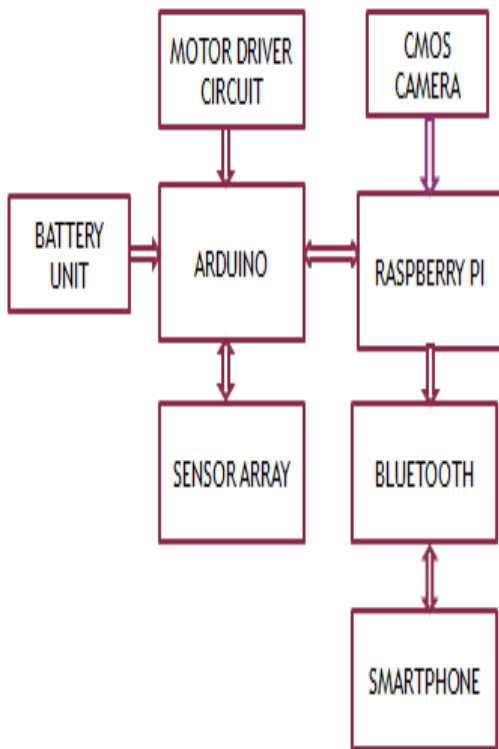 MOTOR DRIVER
CIRCUIT
CMOS
CAMERA
BATTERY
UNIT
ARDUINO
RASPBERRY PI
SENSOR ARRAY
BLUETOOTH
SMARTPHONE